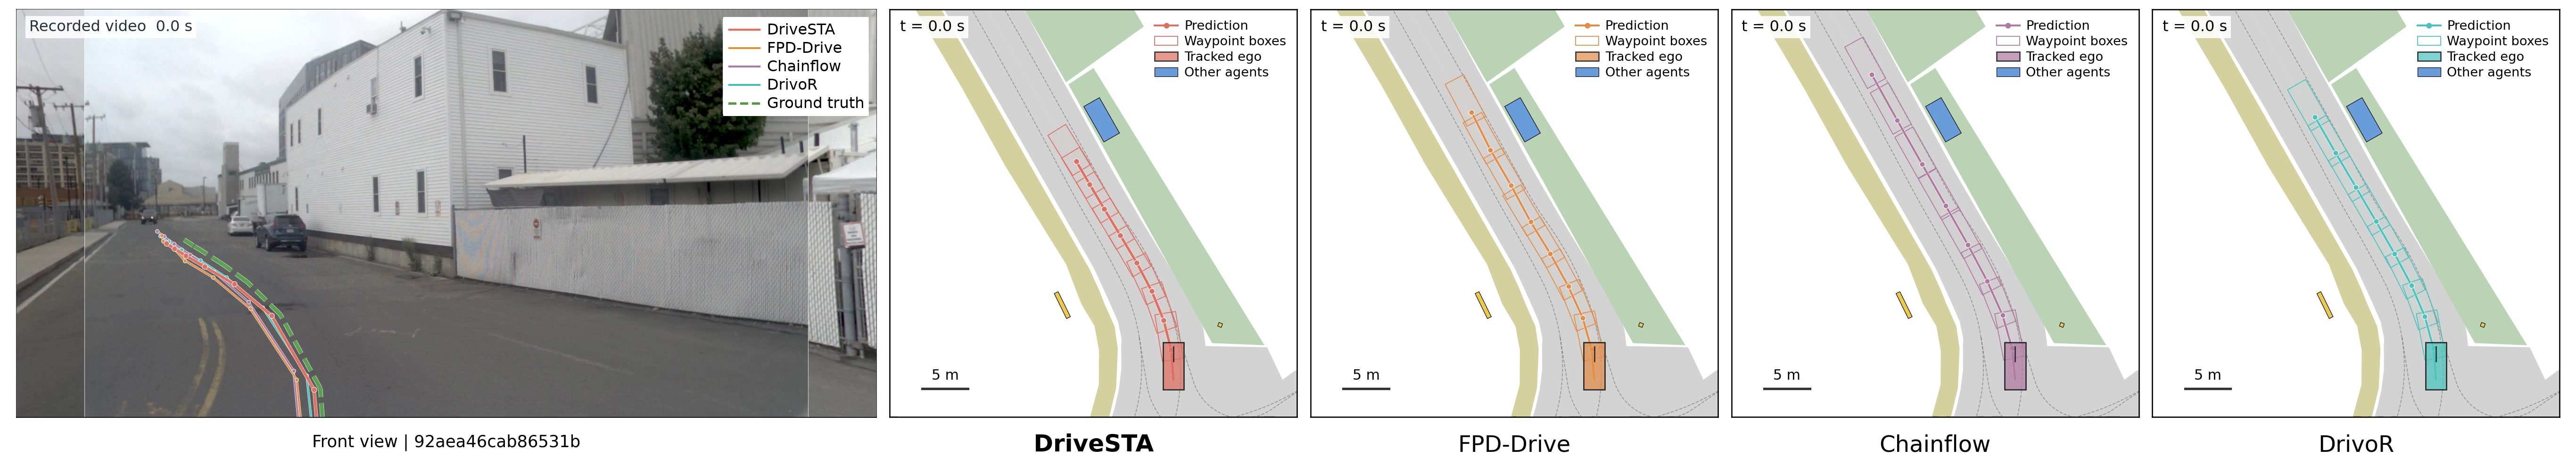 Recorded video 0.0 s
DriveSTA
FPD-Drive
Chainflow
DrivoR
Ground truth
Front view | 92aea46cab86531b
t = 0.0 s
Prediction
Waypoint boxes
Tracked ego
Other agents
5 m
DriveSTA
t = 0.0 s
Prediction
Waypoint boxes
Tracked ego
Other agents
5 m
FPD-Drive
t = 0.0 s
Prediction
Waypoint boxes
Tracked ego
Other agents
5 m
Chainflow
t = 0.0 s
Prediction
Waypoint boxes
Tracked ego
Other agents
5 m
DrivoR